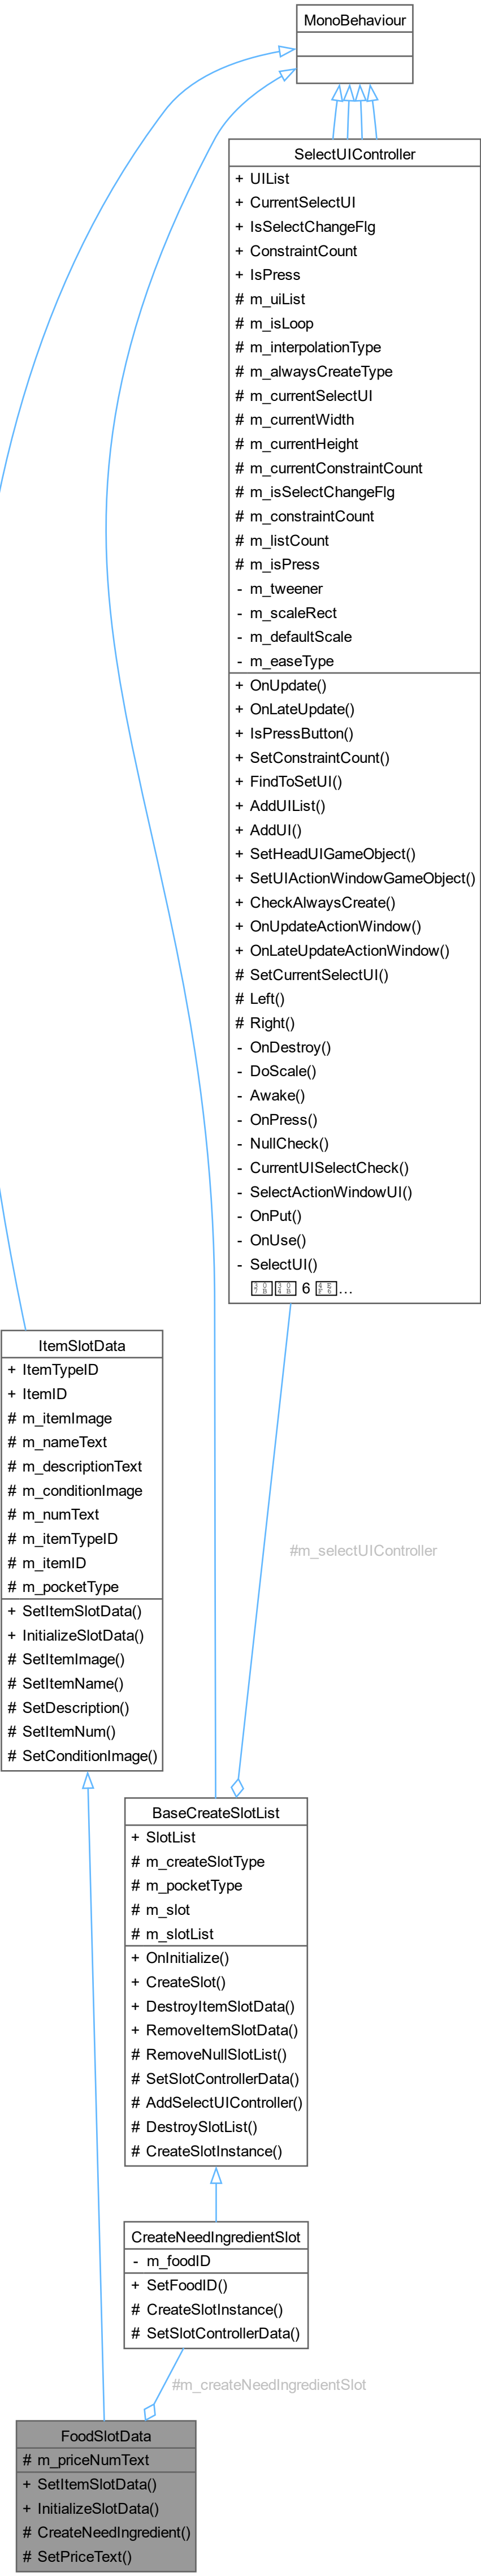 MonoBehaviour
SelectUIController
+ UIList
+ CurrentSelectUI
+ IsSelectChangeFlg
+ ConstraintCount
+ IsPress
# m_uiList
# m_isLoop
# m_interpolationType
# m_alwaysCreateType
# m_currentSelectUI
# m_currentWidth
# m_currentHeight
# m_currentConstraintCount
# m_isSelectChangeFlg
# m_constraintCount
# m_listCount
# m_isPress
- m_tweener
- m_scaleRect
- m_defaultScale
- m_easeType
+ OnUpdate()
+ OnLateUpdate()
+ IsPressButton()
+ SetConstraintCount()
+ FindToSetUI()
+ AddUIList()
+ AddUI()
+ SetHeadUIGameObject()
+ SetUIActionWindowGameObject()
+ CheckAlwaysCreate()
+ OnUpdateActionWindow()
+ OnLateUpdateActionWindow()
# SetCurrentSelectUI()
# Left()
# Right()
- OnDestroy()
- DoScale()
- Awake()
- OnPress()
- NullCheck()
- CurrentUISelectCheck()
- SelectActionWindowUI()
- OnPut()
- OnUse()
- SelectUI()
6 ...
ItemSlotData
+ ItemTypeID
+ ItemID
# m_itemImage
# m_nameText
# m_descriptionText
# m_conditionImage
# m_numText
# m_itemTypeID
# m_itemID
# m_pocketType
+ SetItemSlotData()
+ InitializeSlotData()
# SetItemImage()
# SetItemName()
# SetDescription()
# SetItemNum()
# SetConditionImage()
#m_selectUIController
BaseCreateSlotList
+ SlotList
# m_createSlotType
# m_pocketType
# m_slot
# m_slotList
+ OnInitialize()
+ CreateSlot()
+ DestroyItemSlotData()
+ RemoveItemSlotData()
# RemoveNullSlotList()
# SetSlotControllerData()
# AddSelectUIController()
# DestroySlotList()
# CreateSlotInstance()
CreateNeedIngredientSlot
- m_foodID
+ SetFoodID()
# CreateSlotInstance()
# SetSlotControllerData()
#m_createNeedIngredientSlot
FoodSlotData
# m_priceNumText
+ SetItemSlotData()
+ InitializeSlotData()
# CreateNeedIngredient()
# SetPriceText()